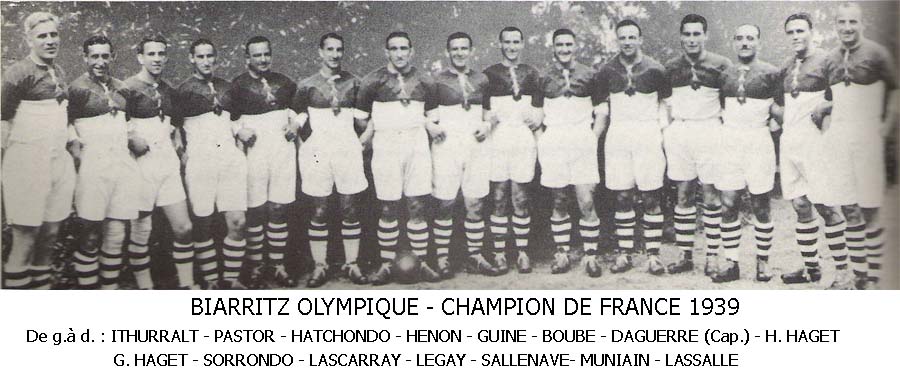 BIARRITZ OLYMPIQUE - CHAMPION DE FRANCE 1939
De g.à d. : ITHURRALT - PASTOR - HATCHONDO - HENON - GUINE - BOUBE - DAGUERRE (Cap.) - H. HAGET
G. HAGET - SORRONDO - LASCARRAY - LEGAY - SALLENAVE- MUNIAIN - LASSALLE